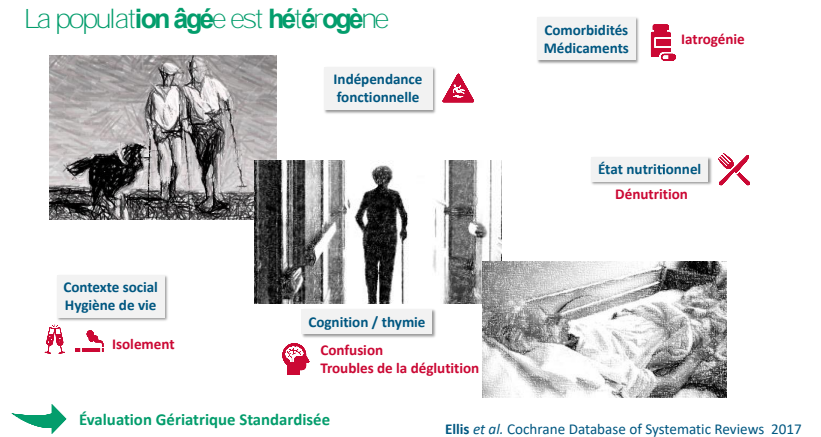 La population âgée est hétérogène
Comorbidités
Médicaments
Iatrogénie
Indépendance
fonctionnelle
État nutritionnel
Dénutrition
Contexte social
Hygiène de vie
Isolement
Cognition / thymie
Confusion
Troubles de la déglutition
Évaluation Gériatrique Standardisée
Ellis et al. Cochrane Database of Systematic Reviews 2017